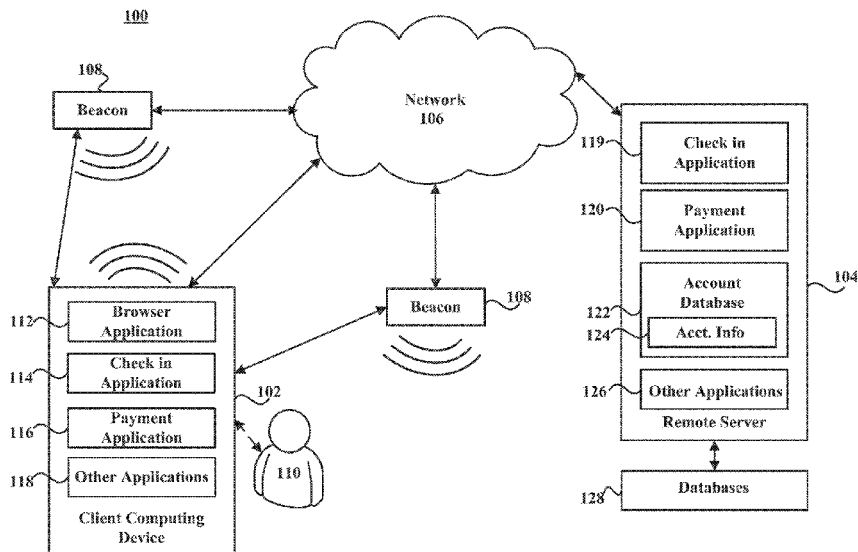 100
108
Beacon
Network
106
119
Check in
Application
120
Payment
Application
104
122
Account
Database
124
Acct. Info
126
Other Applications
Remote Server
128
Databases
Beacon
108
112
Browser
Application
114
Check in
Application
102
116
Payment
Application
110
118
Other Applications
Client Computing
Device